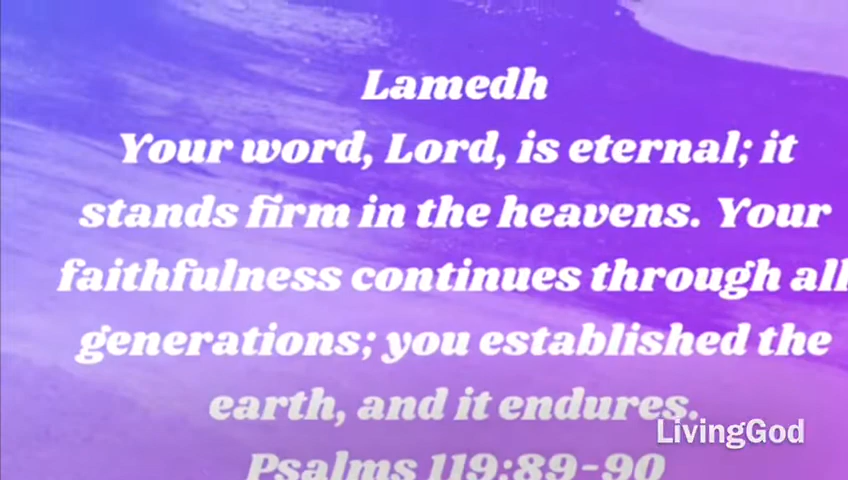 Lamedh
Your word, Lord, is eternal; it
stands firm in the heavens. Your
faithfulness continues through all
generations; you established the
earth, and it endures.
LivingGod
Psalms 119:89-90